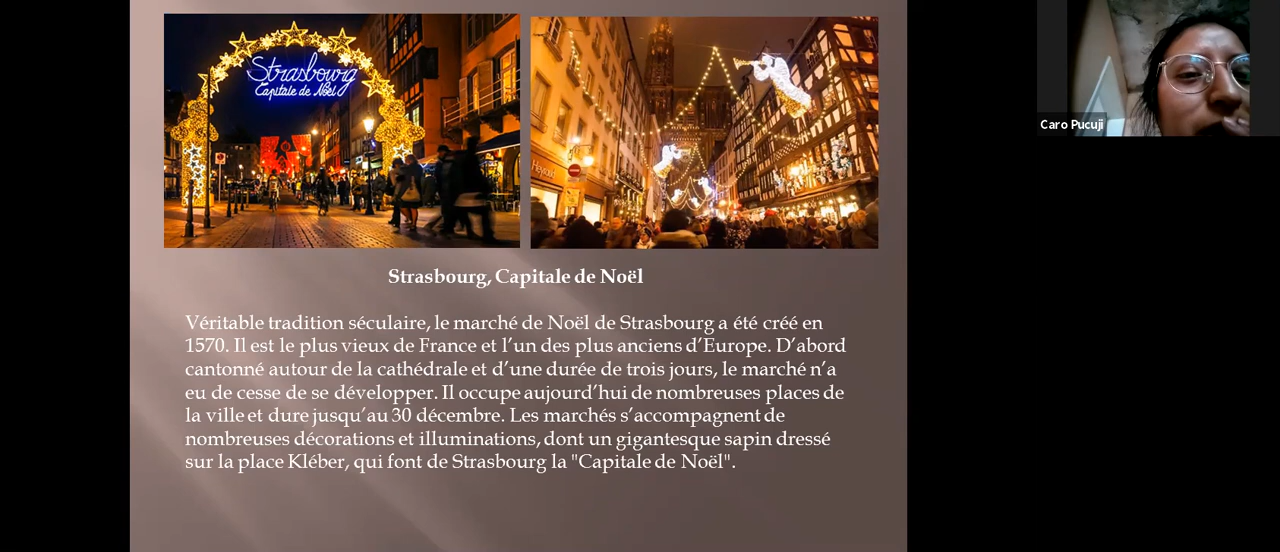 Strasbourg
Capitale de Noël
Heyraud
Caro Pucuji
Strasbourg, Capitale de Noël
Véritable tradition séculaire, le marché de Noël de Strasbourg a été créé en
1570. Il est le plus vieux de France et l’un des plus anciens d’Europe. D’abord
cantonné autour de la cathédrale et d’une durée de trois jours, le marché n’a
eu de cesse de se développer. Il occupe aujourd’hui de nombreuses places de
la ville et dure jusqu’au 30 décembre. Les marchés s’accompagnent de
nombreuses décorations et illuminations, dont un gigantesque sapin dressé
sur la place Kléber, qui font de Strasbourg la "Capitale de Noël".